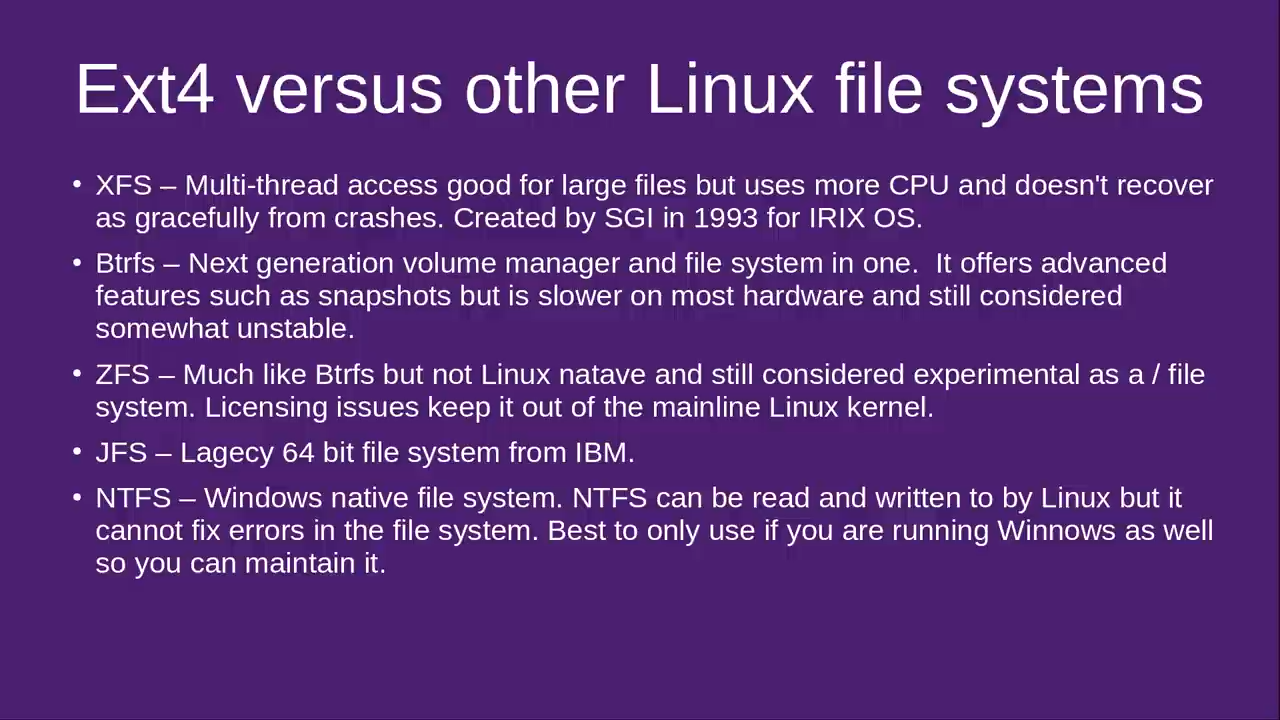 Ext4 versus other Linux file systems
• XFS – Multi-thread access good for large files but uses more CPU and doesn't recover
as gracefully from crashes. Created by SGI in 1993 for IRIX OS.
• Btrfs – Next generation volume manager and file system in one.  It offers advanced
features such as snapshots but is slower on most hardware and still considered
somewhat unstable.
• ZFS – Much like Btrfs but not Linux natave and still considered experimental as a / file
system. Licensing issues keep it out of the mainline Linux kernel.
• JFS – Lagecy 64 bit file system from IBM.
• NTFS – Windows native file system. NTFS can be read and written to by Linux but it
cannot fix errors in the file system. Best to only use if you are running Winnows as well
so you can maintain it.